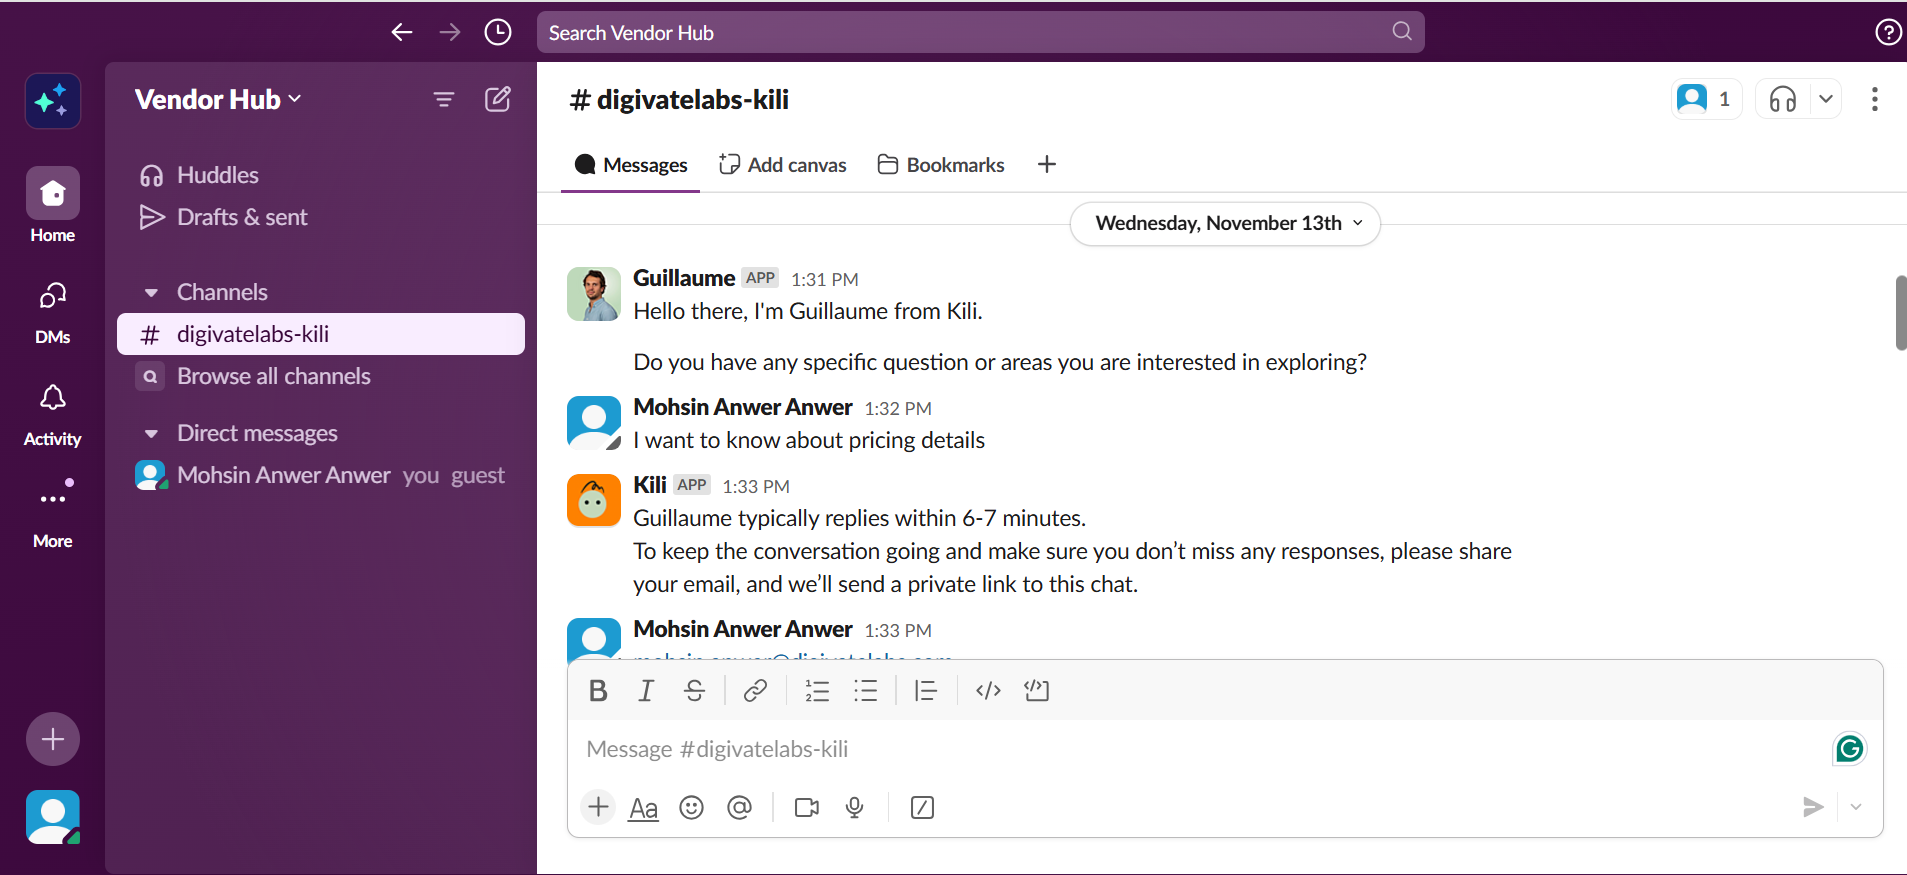 Search Vendor Hub
Vendor Hub
Huddles
Drafts & sent
Channels
# digivatelabs-kili
Browse all channels
Direct messages
Mohsin Anwer Anwer you guest
Home
DMs
Activity
More
# digivatelabs-kili
1
Messages
Add canvas
Bookmarks
Wednesday, November 13th
Guillaume APP 1:31 PM
Hello there, I'm Guillaume from Kili.
Do you have any specific question or areas you are interested in exploring?
Mohsin Anwer Anwer 1:32 PM
I want to know about pricing details
Kili APP 1:33 PM
Guillaume typically replies within 6-7 minutes.
To keep the conversation going and make sure you don’t miss any responses, please share
your email, and we’ll send a private link to this chat.
Mohsin Anwer Anwer 1:33 PM
Message #digivatelabs-kili
Aa